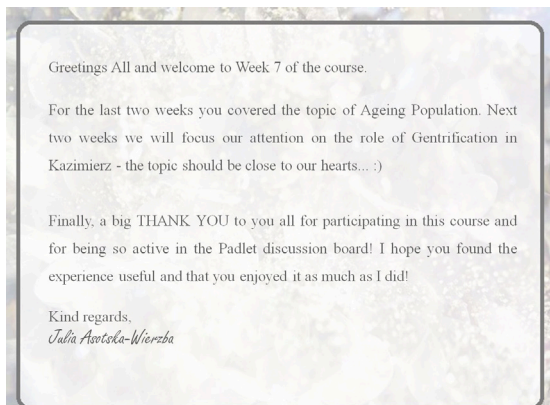 Greetings All and welcome to Week 7 of the course.
For the last two weeks you covered the topic of Ageing Population. Next
two weeks we will focus our attention on the role of Gentrification in
Kazimierz - the topic should be close to our hearts... :)
Finally, a big THANK YOU to you all for participating in this course and
for being so active in the Padlet discussion board! I hope you found the
experience useful and that you enjoyed it as much as I did!
Kind regards,
Julia Asotska-Wierzba